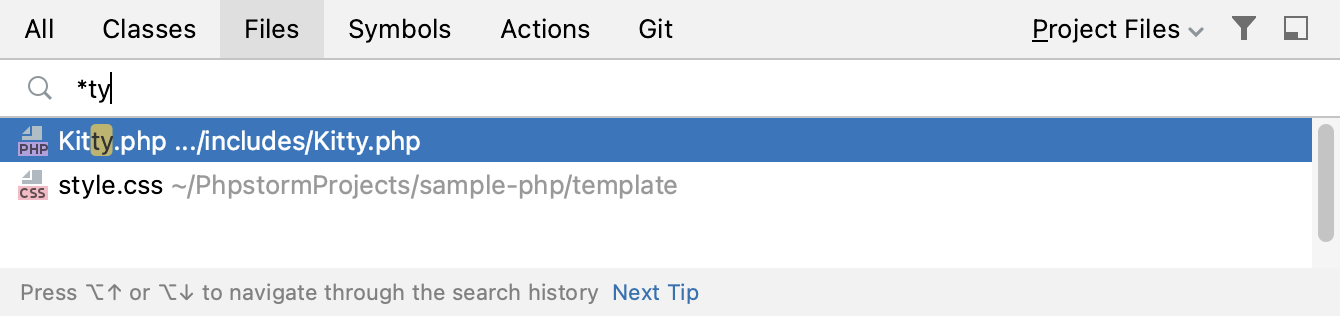 All Classes Files Symbols Actions Git Project Files
*ty
PHP Kitty.php .../includes/Kitty.php
CSS style.css ~/PhpstormProjects/sample-php/template
Press ⌥↑ or ⌥↓ to navigate through the search history Next Tip